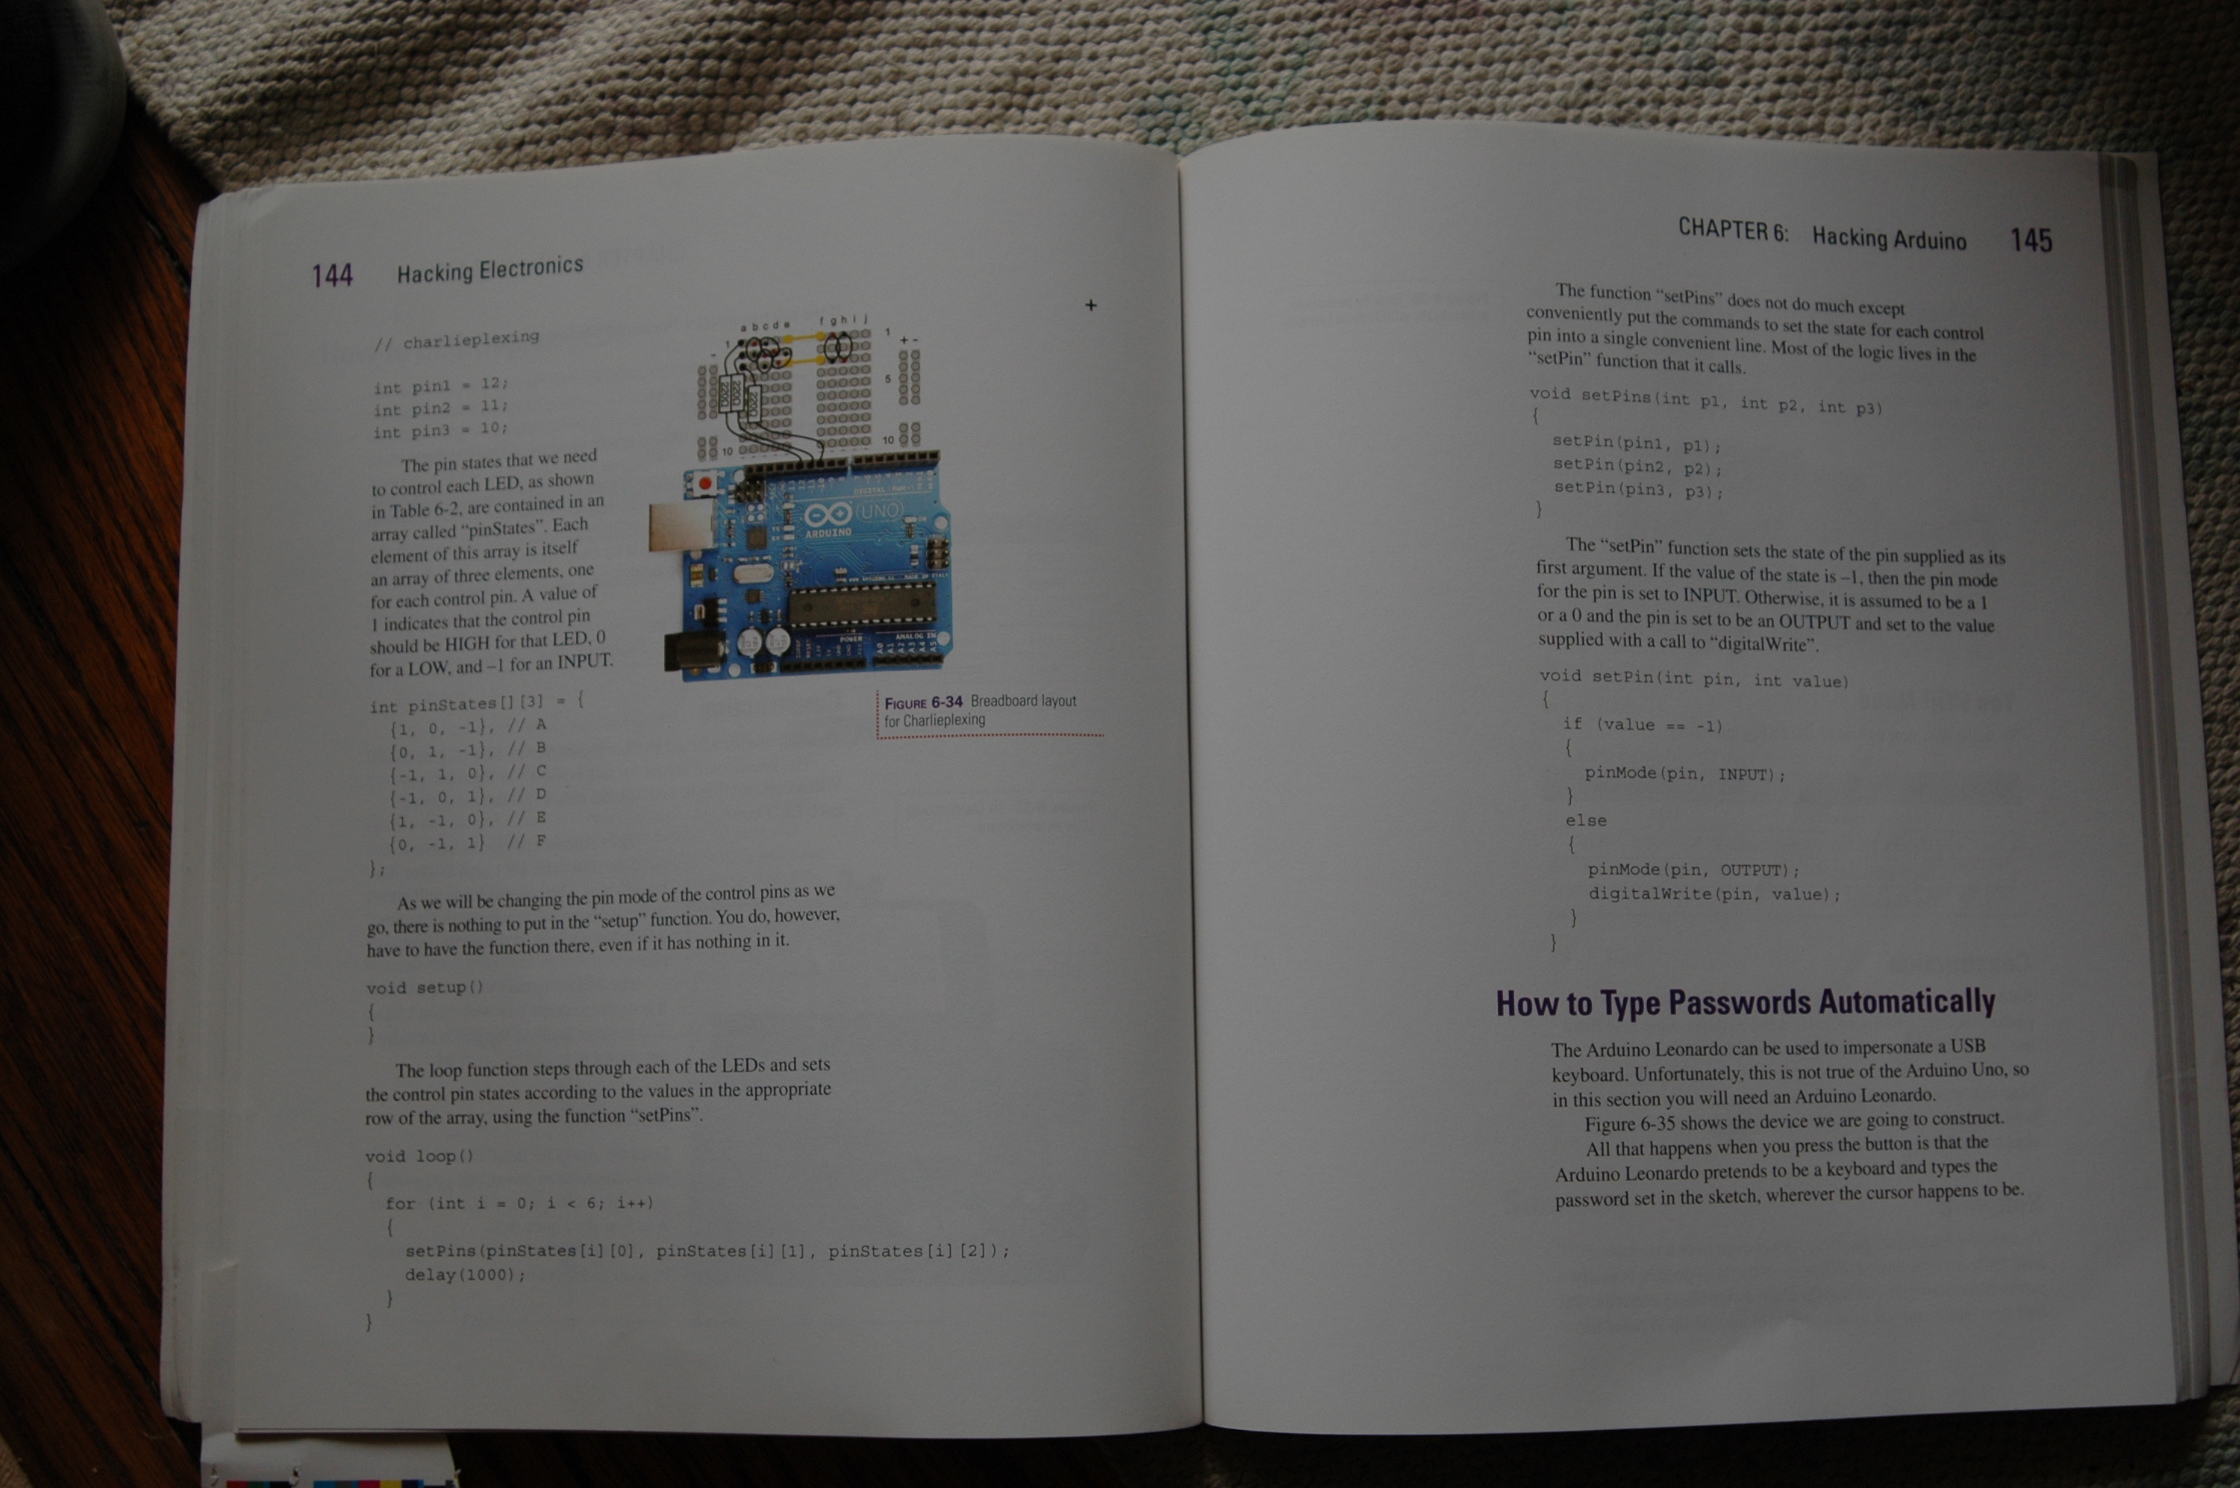 144 Hacking Electronics
// charlieplexing
int pin1 = 12;
int pin2 = 11;
int pin3 = 10;
The pin states that we need
to control each LED, as shown
in Table 6-2, are contained in an
array called “pinStates”. Each
element of this array is itself
an array of three elements, one
for each control pin. A value of
1 indicates that the control pin
should be HIGH for that LED, 0
for a LOW, and –1 for an INPUT.
a b c d e f g h i j
1 1
+ -
5
10 10
DIGITAL
UNO
ARDUINO
POWER
ANALOG IN
A0 A1 A2 A3 A4 A5
FIGURE 6-34 Breadboard layout
for Charlieplexing
int pinStates[][3] = {
{1, 0, -1}, // A
{0, 1, -1}, // B
{-1, 1, 0}, // C
{-1, 0, 1}, // D
{1, -1, 0}, // E
{0, -1, 1} // F
};
As we will be changing the pin mode of the control pins as we
go, there is nothing to put in the “setup” function. You do, however,
have to have the function there, even if it has nothing in it.
void setup()
{
}
The loop function steps through each of the LEDs and sets
the control pin states according to the values in the appropriate
row of the array, using the function “setPins”.
void loop()
{
for (int i = 0; i < 6; i++)
{
setPins(pinStates[i][0], pinStates[i][1], pinStates[i][2]);
delay(1000);
}
}
CHAPTER 6: Hacking Arduino 145
The function “setPins” does not do much except
conveniently put the commands to set the state for each control
pin into a single convenient line. Most of the logic lives in the
“setPin” function that it calls.
void setPins(int p1, int p2, int p3)
{
setPin(pin1, p1);
setPin(pin2, p2);
setPin(pin3, p3);
}
The “setPin” function sets the state of the pin supplied as its
first argument. If the value of the state is –1, then the pin mode
for the pin is set to INPUT. Otherwise, it is assumed to be a 1
or a 0 and the pin is set to be an OUTPUT and set to the value
supplied with a call to “digitalWrite”.
void setPin(int pin, int value)
{
if (value == -1)
{
pinMode(pin, INPUT);
}
else
{
pinMode(pin, OUTPUT);
digitalWrite(pin, value);
}
}
How to Type Passwords Automatically
The Arduino Leonardo can be used to impersonate a USB
keyboard. Unfortunately, this is not true of the Arduino Uno, so
in this section you will need an Arduino Leonardo.
Figure 6-35 shows the device we are going to construct.
All that happens when you press the button is that the
Arduino Leonardo pretends to be a keyboard and types the
password set in the sketch, wherever the cursor happens to be.